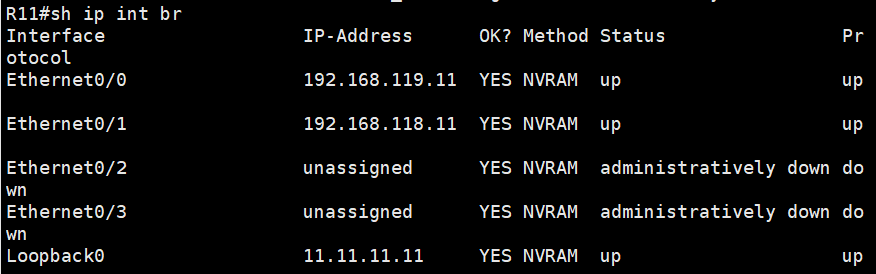 R11#sh ip int br
Interface                  IP-Address      OK? Method Status                Pr
otocol
Ethernet0/0                192.168.119.11  YES NVRAM  up                    up
Ethernet0/1                192.168.118.11  YES NVRAM  up                    up
Ethernet0/2                unassigned      YES NVRAM  administratively down do
wn
Ethernet0/3                unassigned      YES NVRAM  administratively down do
wn
Loopback0                  11.11.11.11     YES NVRAM  up                    up